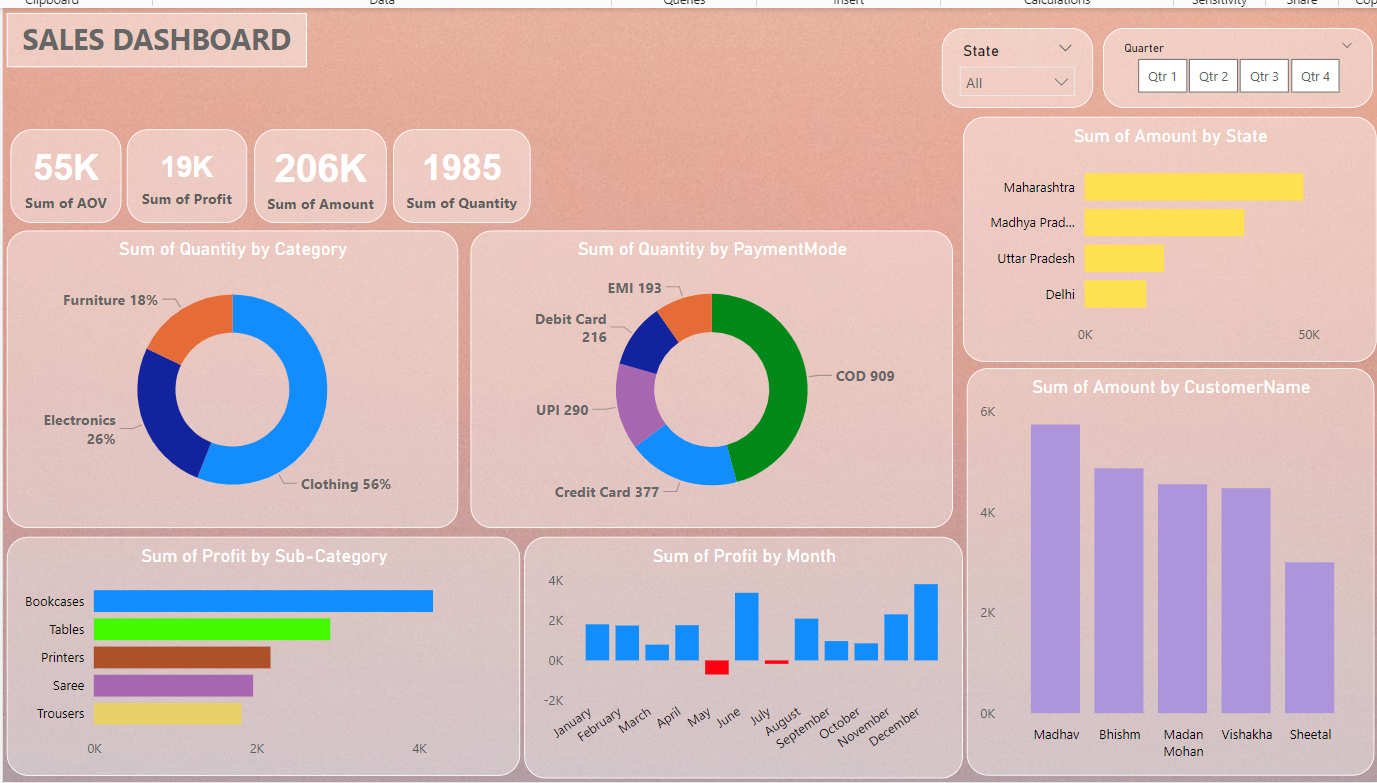 Clipboard
Data
Queries
Insert
Calculations
Sensitivity
Share
Cop
SALES DASHBOARD
State
All
Quarter
Qtr 1
Qtr 2
Qtr 3
Qtr 4
55K
Sum of AOV
19K
Sum of Profit
206K
Sum of Amount
1985
Sum of Quantity
Sum of Amount by State
Maharashtra
Madhya Prad...
Uttar Pradesh
Delhi
0K
50K
Sum of Quantity by Category
Furniture 18%
Electronics
26%
Clothing 56%
Sum of Quantity by PaymentMode
EMI 193
Debit Card
216
UPI 290
Credit Card 377
COD 909
Sum of Amount by CustomerName
6K
4K
2K
0K
Madhav
Bhishm
Madan
Mohan
Vishakha
Sheetal
Sum of Profit by Sub-Category
Bookcases
Tables
Printers
Saree
Trousers
0K
2K
4K
Sum of Profit by Month
4K
2K
0K
-2K
January
February
March
April
May
June
July
August
September
October
November
December